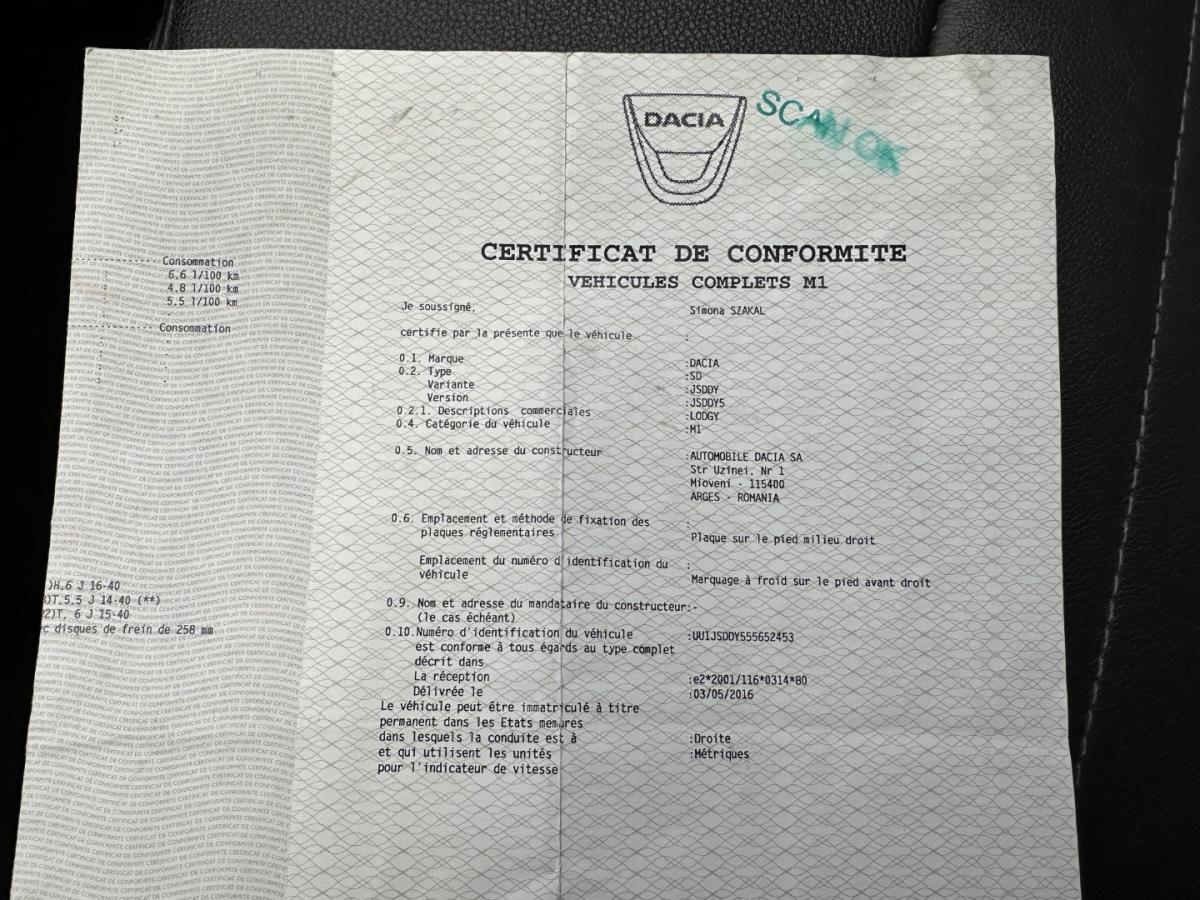 Consommation
6.6 l/100 km
4.8 l/100 km
5.5 l/100 km
Consommation
)H.6 J 16-40
)T.5.5 J 14-40 (**)
2)T. 6 J 15-40
c disques de frein de 258 mm
DACIA
SCAN OK
CERTIFICAT DE CONFORMITE
VEHICULES COMPLETS M1
Je soussigné, Simona SZAKAL
certifie par la présente que le véhicule :
0.1. Marque :DACIA
0.2. Type :SD
Variante :JSDDY
Version :JSDDY5
0.2.1. Descriptions commerciales :LODGY
0.4. Catégorie du véhicule :M1
0.5. Nom et adresse du constructeur :AUTOMOBILE DACIA SA
Str Uzinei, Nr 1
Mioveni - 115400
ARGES - ROMANIA
0.6. Emplacement et méthode de fixation des :
plaques réglementaires Plaque sur le pied milieu droit
Emplacement du numéro d'identification du :
véhicule Marquage à froid sur le pied avant droit
0.9. Nom et adresse du mandataire du constructeur:-
(le cas échéant)
0.10.Numéro d'identification du véhicule :UU1JSDDY555652453
est conforme à tous égards au type complet
décrit dans
La réception :e2*2001/116*0314*80
Délivrée le :03/05/2016
Le véhicule peut être immatriculé à titre
permanent dans les Etats membres
dans lesquels la conduite est à :Droite
et qui utilisent les unités :Métriques
pour l'indicateur de vitesse